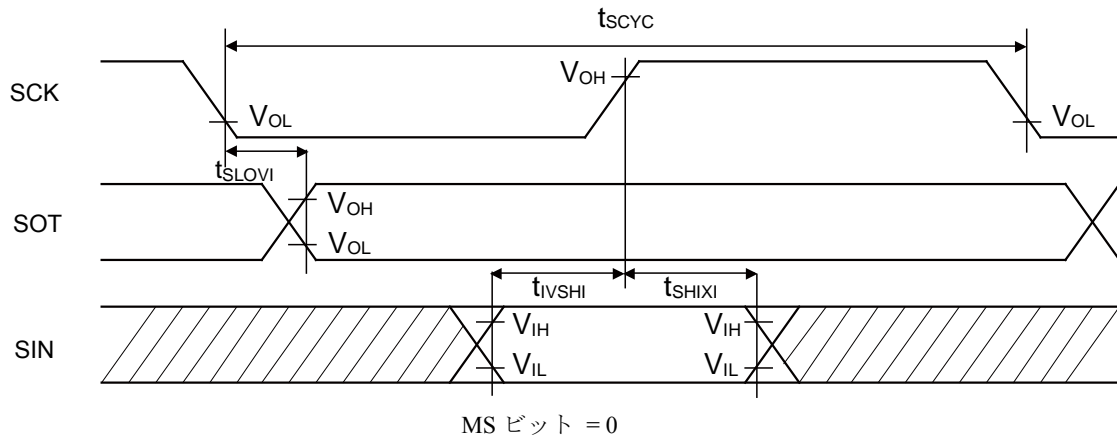 tSCYC
SCK
VOH
VOL
VOL
tSLOVI
SOT
VOH
VOL
tIVSHI
tSHIXI
SIN
VIH
VIH
VIL
VIL
MS ビット = 0